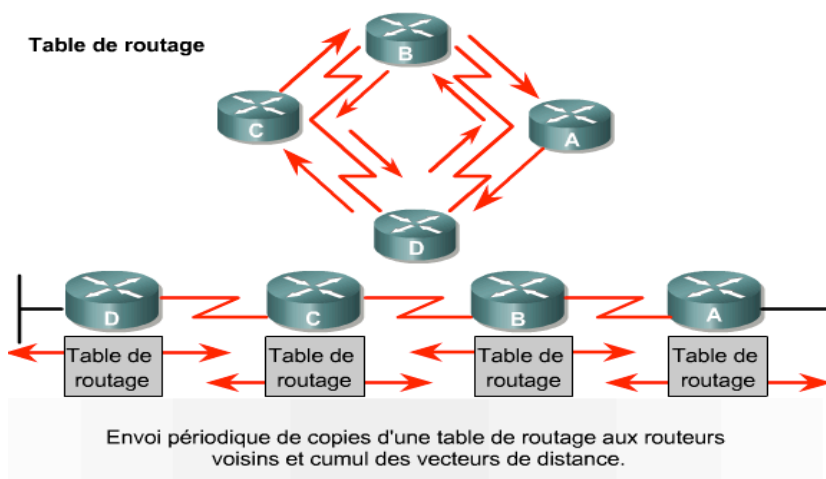 Table de routage
B
C
A
D
D
C
B
A
Table de
routage
Table de
routage
Table de
routage
Table de
routage
Envoi périodique de copies d'une table de routage aux routeurs
voisins et cumul des vecteurs de distance.